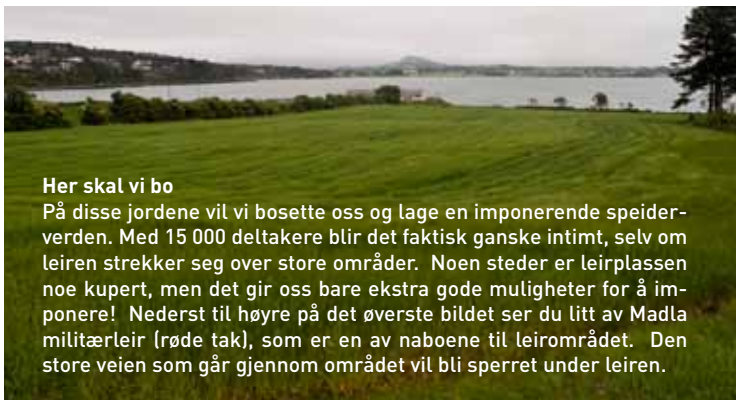 Her skal vi bo
På disse jordene vil vi bosette oss og lage en imponerende speider-
verden. Med 15 000 deltakere blir det faktisk ganske intimt, selv om
leiren strekker seg over store områder. Noen steder er leirplassen
noe kupert, men det gir oss bare ekstra gode muligheter for å im-
ponere! Nederst til høyre på det øverste bildet ser du litt av Madla
militærleir (røde tak), som er en av naboene til leirområdet. Den
store veien som går gjennom området vil bli sperret under leiren.